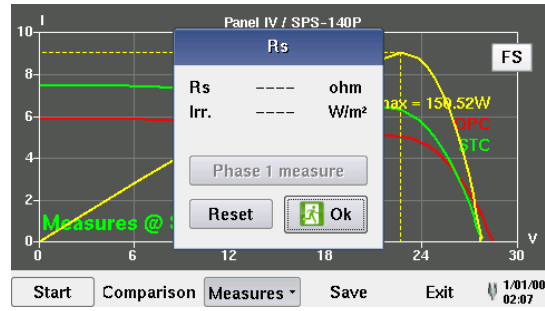 I
Panel IV / SPS-140P
10
8
6
4
2
0
Rs
FS
Rs ---- ohm
Irr. ---- W/m²
max = 150.52W
OPC
STC
Phase 1 measure
Reset
Ok
Measures @
0 6 12 18 24 30 V
Start Comparison Measures Save Exit
1/01/00
02:07